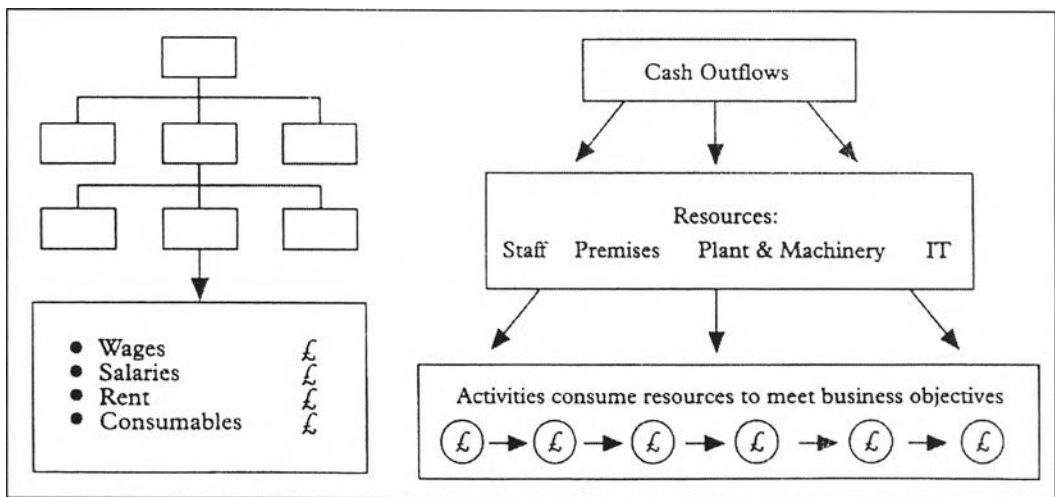 • Wages £
• Salaries £
• Rent £
• Consumables £
Cash Outflows
Resources:
Staff Premises Plant & Machinery IT
Activities consume resources to meet business objectives
£ £ £ £ £ £